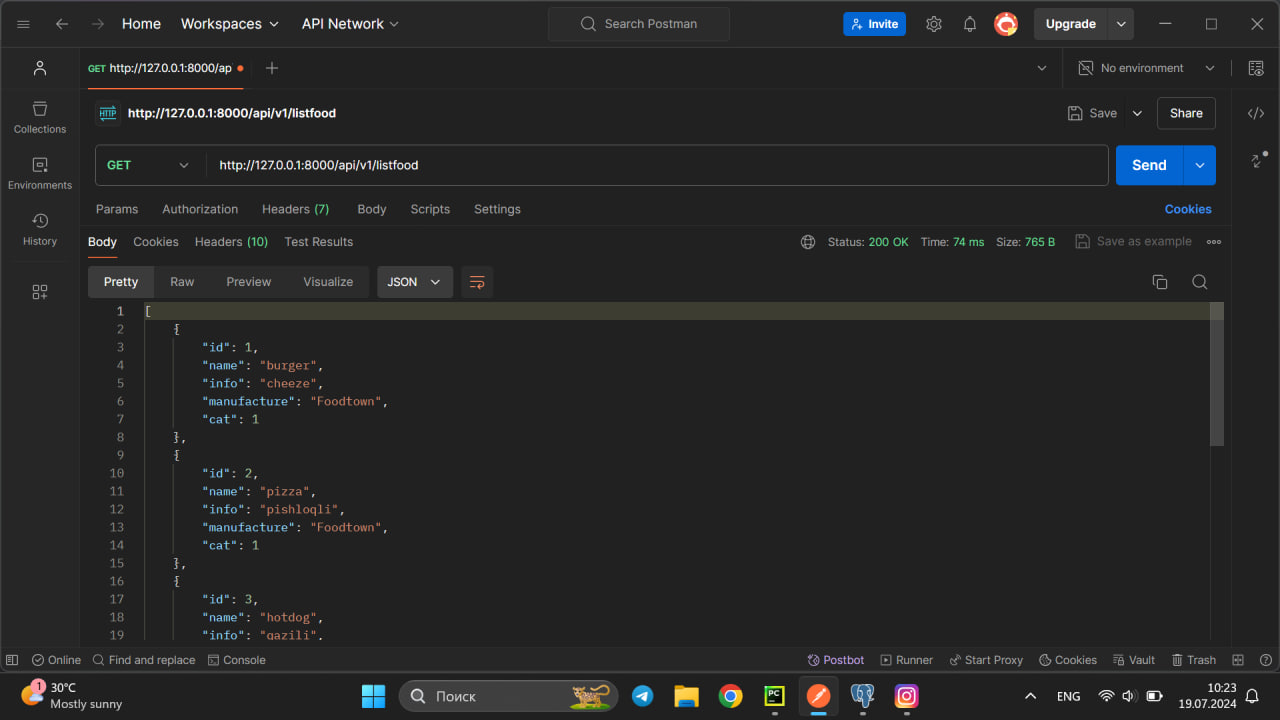 Home Workspaces API Network Search Postman Invite Upgrade
GET http://127.0.0.1:8000/ap No environment
HTTP http://127.0.0.1:8000/api/v1/listfood Save Share
Collections
GET http://127.0.0.1:8000/api/v1/listfood Send
Environments
Params Authorization Headers (7) Body Scripts Settings Cookies
History
Body Cookies Headers (10) Test Results Status: 200 OK Time: 74 ms Size: 765 B Save as example
Pretty Raw Preview Visualize JSON
1 [
2 {
3 "id": 1,
4 "name": "burger",
5 "info": "cheeze",
6 "manufacture": "Foodtown",
7 "cat": 1
8 },
9 {
10 "id": 2,
11 "name": "pizza",
12 "info": "pishloqli",
13 "manufacture": "Foodtown",
14 "cat": 1
15 },
16 {
17 "id": 3,
18 "name": "hotdog",
19 "info": "qazili",
Online Find and replace Console Postbot Runner Start Proxy Cookies Vault Trash
1 30°C
Mostly sunny
Поиск
PC
ENG
10:23
19.07.2024